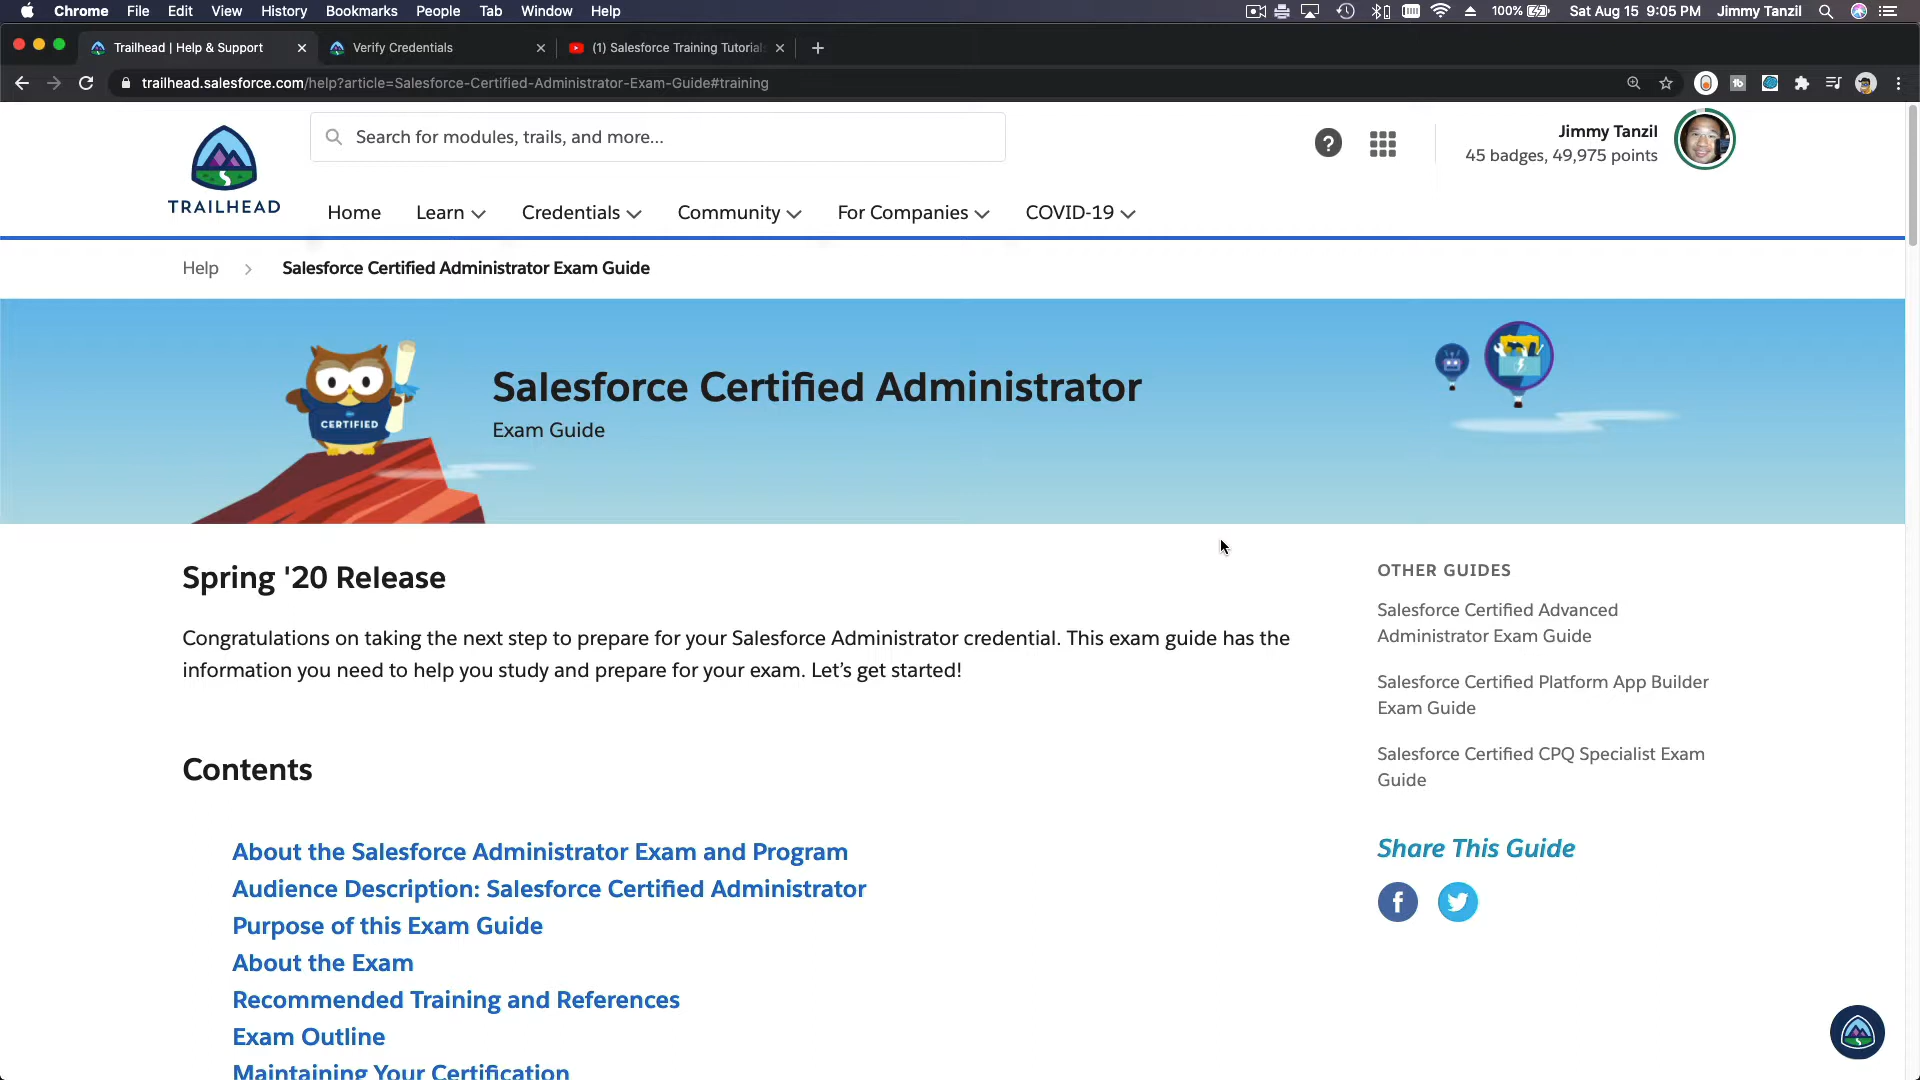 Chrome File Edit View History Bookmarks People Tab Window Help 100% Sat Aug 15 9:05 PM Jimmy Tanzil
Trailhead | Help & Support Verify Credentials (1) Salesforce Training Tutorial
trailhead.salesforce.com/help?article=Salesforce-Certified-Administrator-Exam-Guide#training
TRAILHEAD
Search for modules, trails, and more...
Jimmy Tanzil
45 badges, 49,975 points
Home Learn Credentials Community For Companies COVID-19
Help Salesforce Certified Administrator Exam Guide
CERTIFIED
Salesforce Certified Administrator
Exam Guide
Spring '20 Release
Congratulations on taking the next step to prepare for your Salesforce Administrator credential. This exam guide has the
information you need to help you study and prepare for your exam. Let’s get started!
Contents
About the Salesforce Administrator Exam and Program
Audience Description: Salesforce Certified Administrator
Purpose of this Exam Guide
About the Exam
Recommended Training and References
Exam Outline
Maintaining Your Certification
OTHER GUIDES
Salesforce Certified Advanced
Administrator Exam Guide
Salesforce Certified Platform App Builder
Exam Guide
Salesforce Certified CPQ Specialist Exam
Guide
Share This Guide